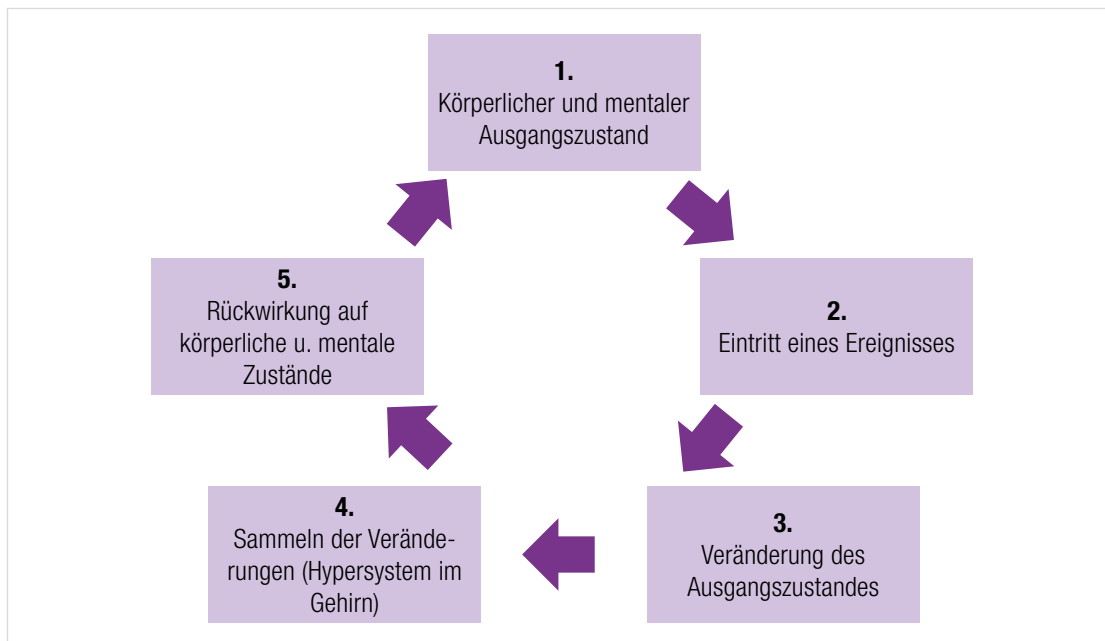 1.
Körperlicher und mentaler
Ausgangszustand
2.
Eintritt eines Ereignisses
3.
Veränderung des
Ausgangszustandes
4.
Sammeln der Verände-
rungen (Hypersystem im
Gehirn)
5.
Rückwirkung auf
körperliche u. mentale
Zustände